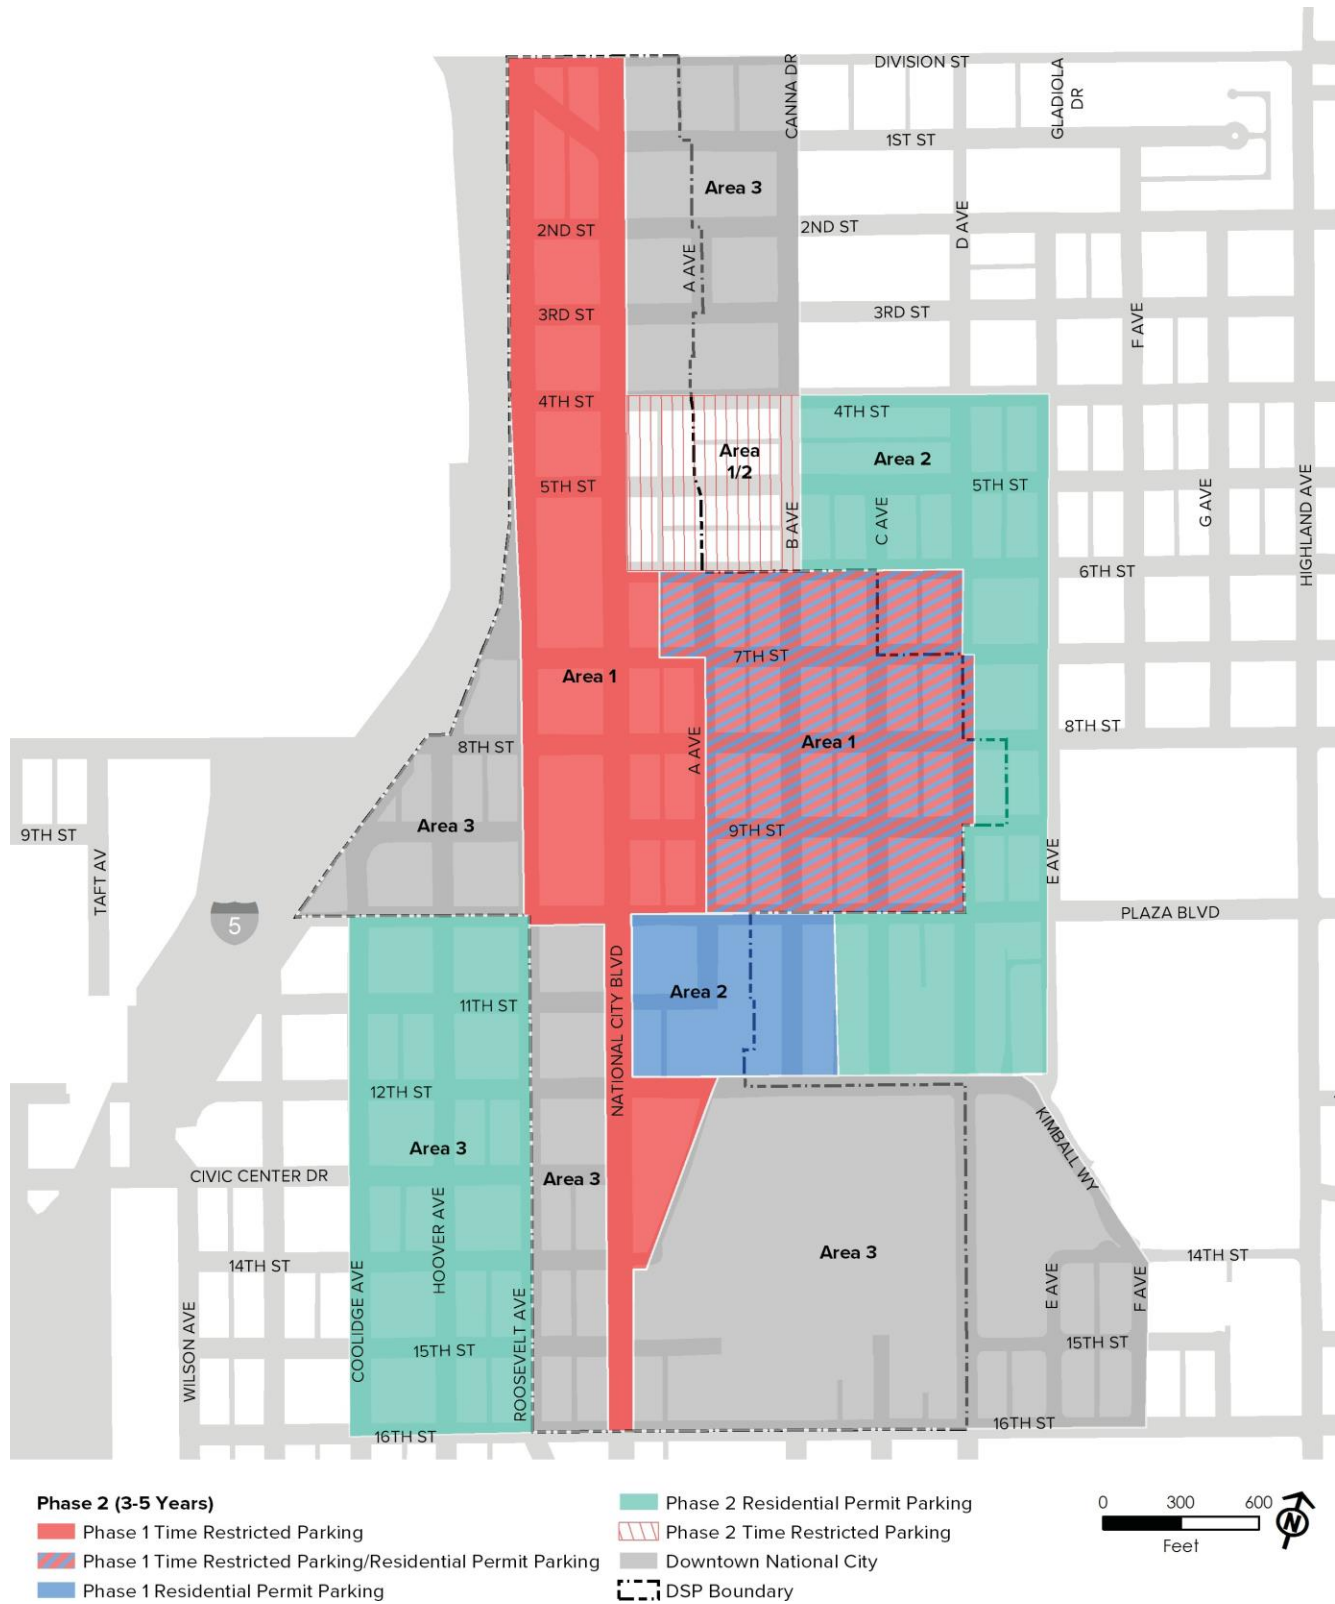 DIVISION ST
CANNA DR
GLADIOLA
DR
1ST ST
Area 3
2ND ST
2ND ST
D AVE
A AVE
3RD ST
3RD ST
F AVE
4TH ST
4TH ST
Area
1/2
Area 2
5TH ST
5TH ST
B AVE
C AVE
G AVE
HIGHLAND AVE
6TH ST
7TH ST
Area 1
8TH ST
8TH ST
A AVE
Area 1
9TH ST
Area 3
9TH ST
TAFT AV
E AVE
5
PLAZA BLVD
NATIONAL CITY BLVD
Area 2
11TH ST
12TH ST
Area 3
KIMBALL WY
CIVIC CENTER DR
Area 3
HOOVER AVE
Area 3
14TH ST
14TH ST
WILSON AVE
COOLIDGE AVE
ROOSEVELT AVE
E AVE
F AVE
15TH ST
15TH ST
16TH ST
16TH ST
Phase 2 (3-5 Years)
Phase 1 Time Restricted Parking
Phase 1 Time Restricted Parking/Residential Permit Parking
Phase 1 Residential Permit Parking
Phase 2 Residential Permit Parking
Phase 2 Time Restricted Parking
Downtown National City
DSP Boundary
0 300 600
Feet
N